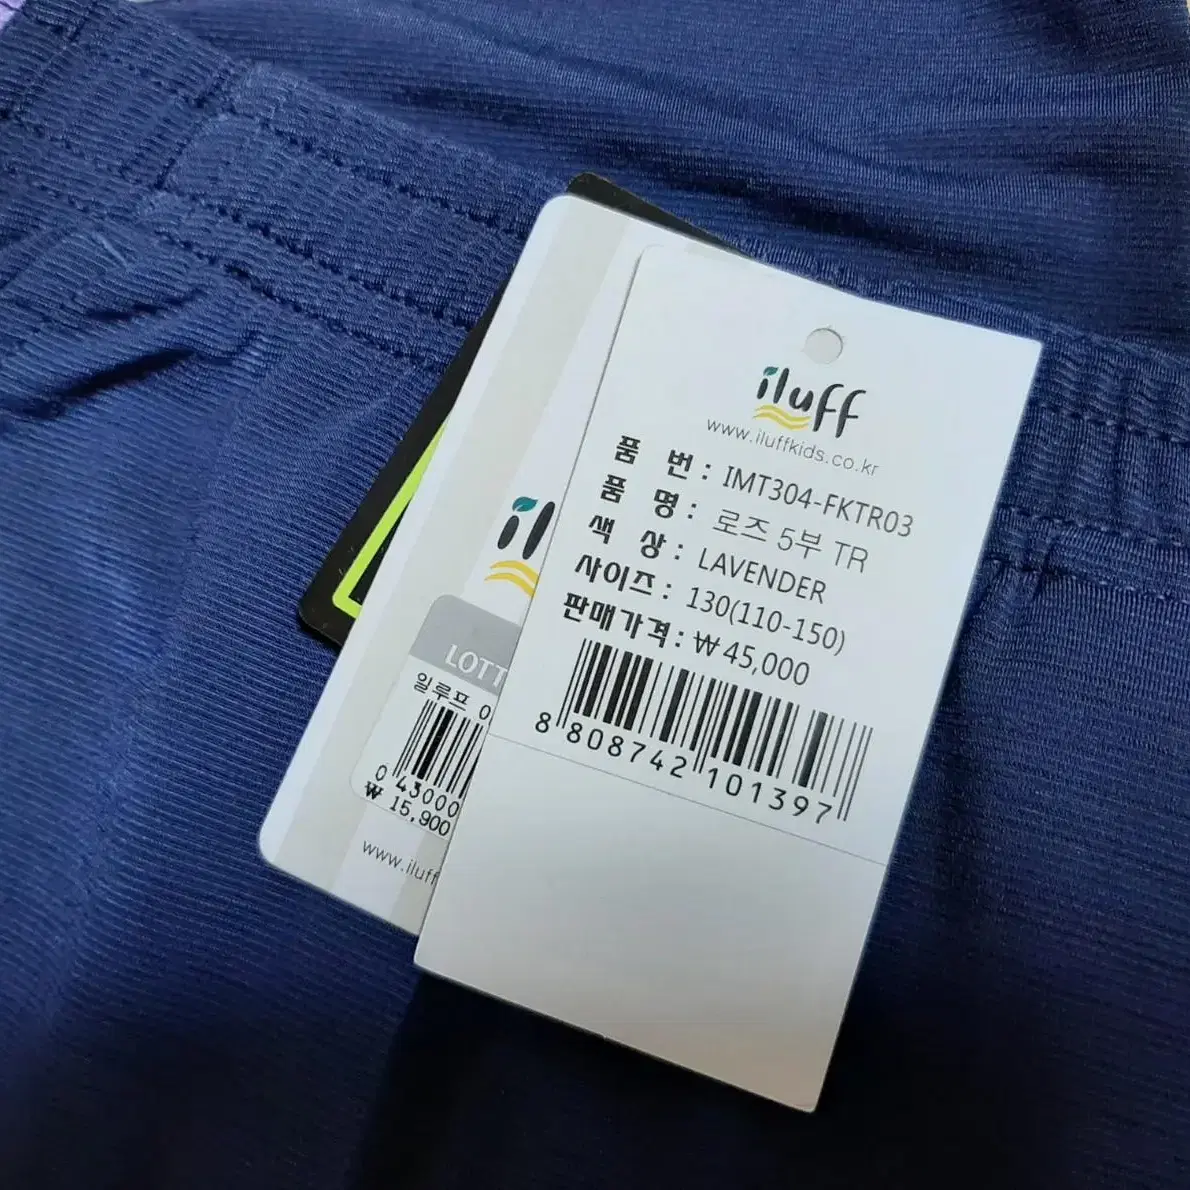 iluff
www.iluffkids.co.kr
품 번 : IMT304-FKTR03
품 명 : 로즈 5부 TR
색 상 : LAVENDER
사이즈 : 130(110-150)
판매가격 : ₩45,000
8 808742 101397
LOTT
일루프
0 43000
₩ 15,900
www.iluff